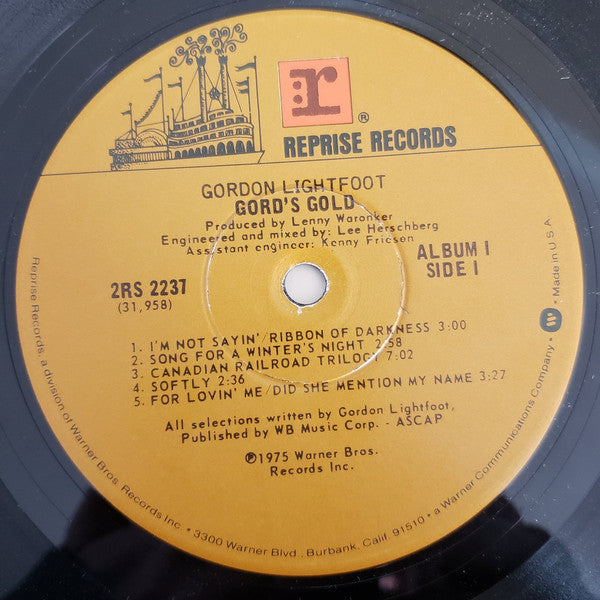 r
®
REPRISE RECORDS
GORDON LIGHTFOOT
GORD'S GOLD
Produced by Lenny Waronker
Engineered and mixed by: Lee Herschberg
Assistant engineer: Kenny Fricson
2RS 2237
(31,958)
ALBUM I
SIDE I
1. I'M NOT SAYIN'/RIBBON OF DARKNESS 3:00
2. SONG FOR A WINTER'S NIGHT 2:58
3. CANADIAN RAILROAD TRILOGY 7:02
4. SOFTLY 2:36
5. FOR LOVIN' ME/DID SHE MENTION MY NAME 3:27
All selections written by Gordon Lightfoot,
Published by WB Music Corp. - ASCAP
℗1975 Warner Bros.
Records Inc.
Reprise Records, a division of Warner Bros. Records Inc. • 3300 Warner Blvd., Burbank, Calif. 91510 • a Warner Communications Company • W • Made in U.S.A.